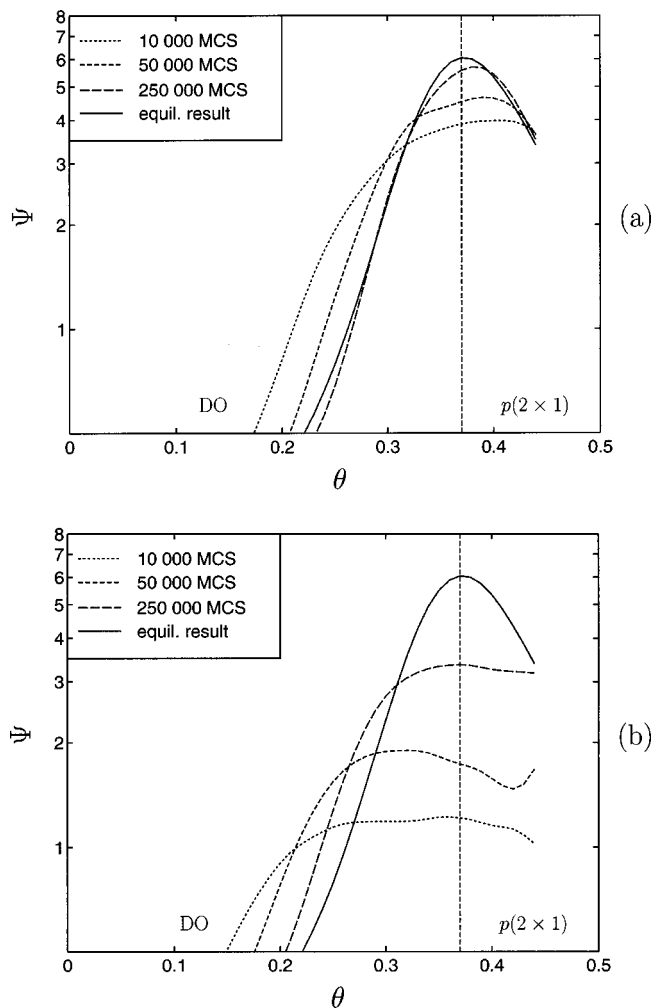 8
7
6
5
4
3
2
1
Ψ
10 000 MCS
50 000 MCS
250 000 MCS
equil. result
DO
p(2 × 1)
(a)
0
0.1
0.2
0.3
0.4
0.5
θ
8
7
6
5
4
3
2
1
Ψ
10 000 MCS
50 000 MCS
250 000 MCS
equil. result
DO
p(2 × 1)
(b)
0
0.1
0.2
0.3
0.4
0.5
θ